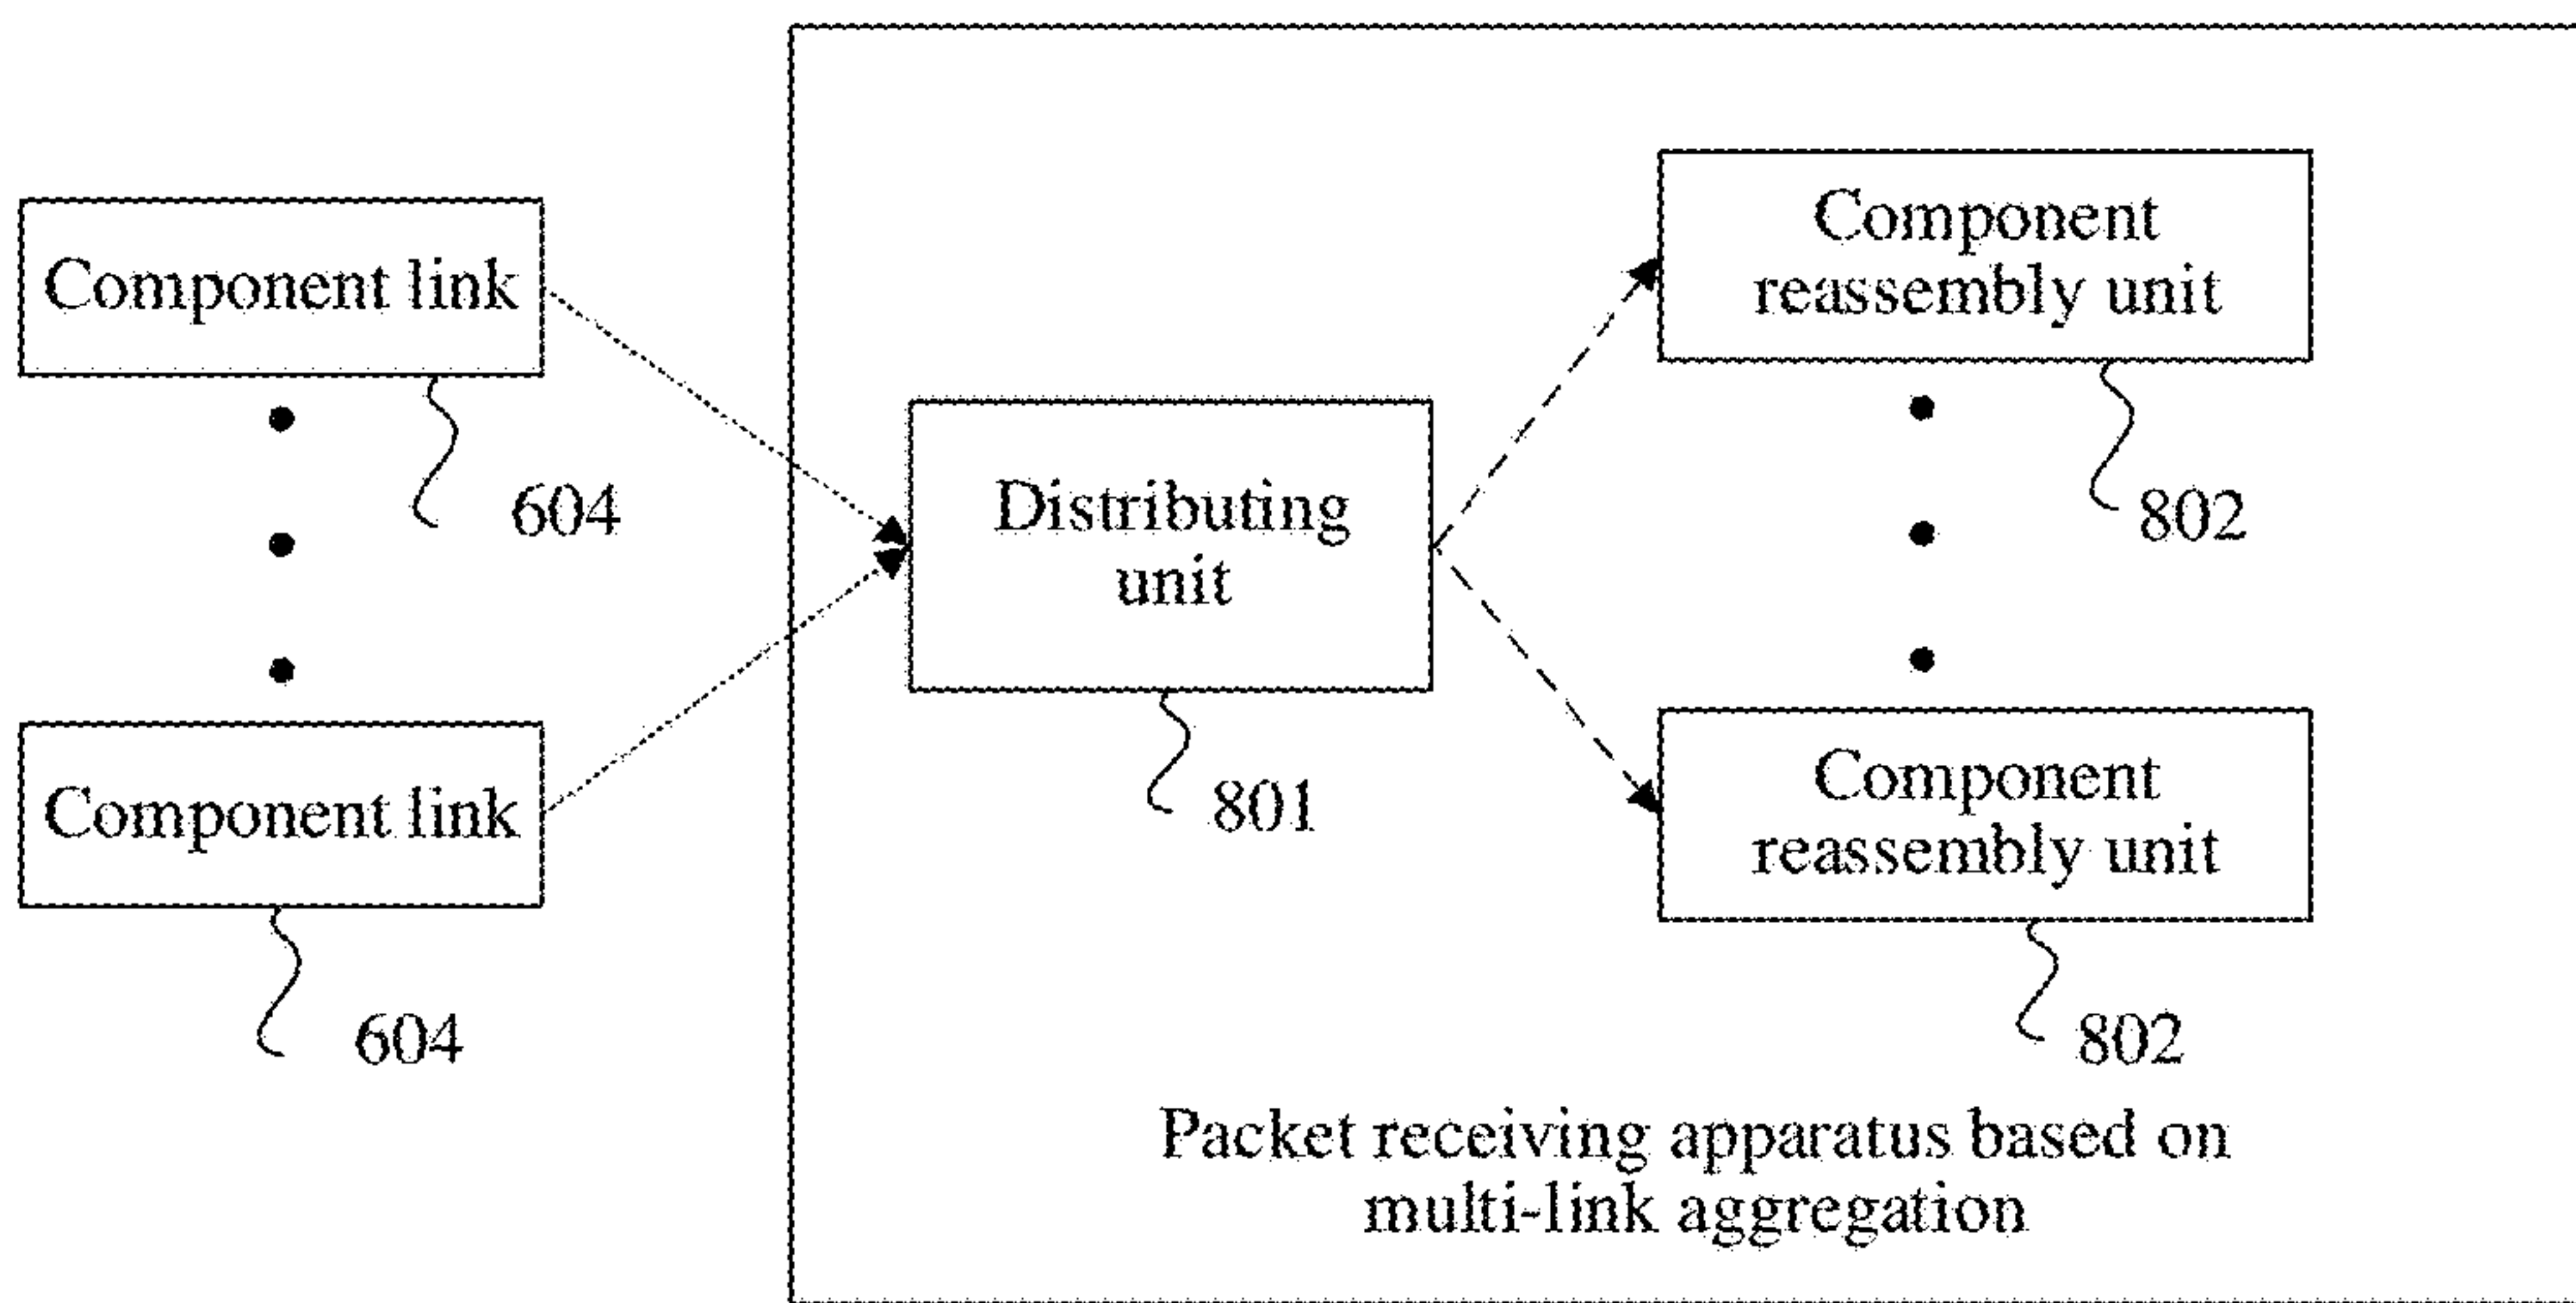 Component link
604
Component link
604
Distributing
unit
801
Component
reassembly unit
802
Component
reassembly unit
802
Packet receiving apparatus based on
multi-link aggregation